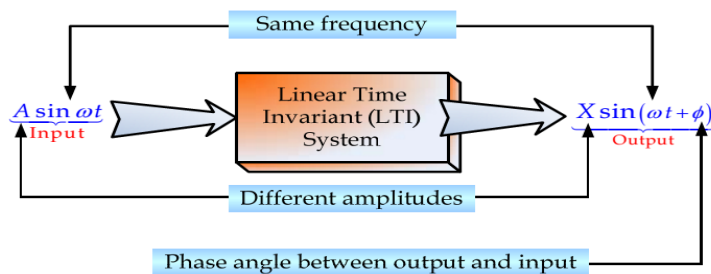 Same frequency
A sin ωt
Input
Linear Time
Invariant (LTI)
System
X sin(ωt+ϕ)
Output
Different amplitudes
Phase angle between output and input